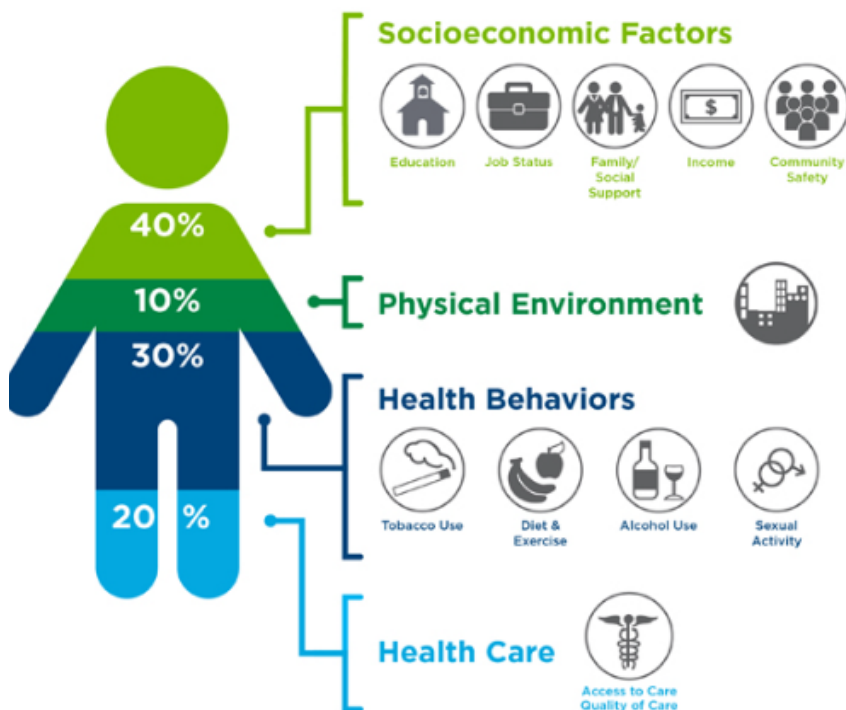 Socioeconomic Factors
$
Education
Job Status
Family/
Social
Support
Income
Community
Safety
40%
10%
Physical Environment
30%
Health Behaviors
Tobacco Use
Diet &
Exercise
Alcohol Use
Sexual
Activity
20 %
Health Care
Access to Care
Quality of Care